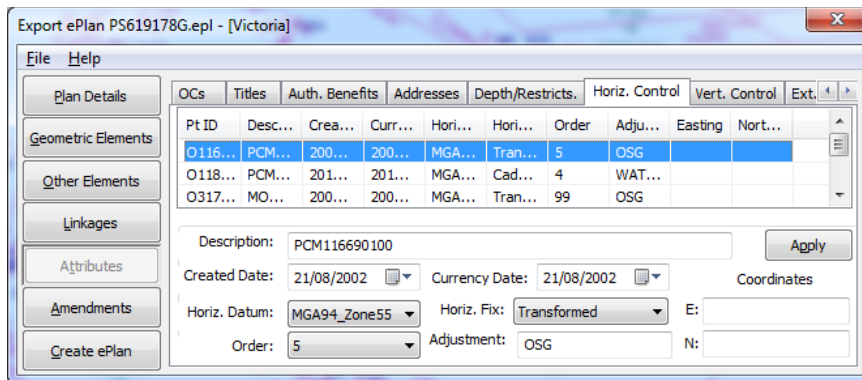 Export ePlan PS619178G.epl - [Victoria]
File Help
Plan Details
Geometric Elements
Other Elements
Linkages
Attributes
Amendments
Create ePlan
OCs Titles Auth. Benefits Addresses Depth/Restricts. Horiz. Control Vert. Control Ext.
Pt ID Desc... Crea... Curr... Hori... Hori... Order Adju... Easting Nort...
O116... PCM... 200... 200... MGA... Tran... 5 OSG
O118... PCM... 201... 201... MGA... Cad... 4 WAT...
O317... MO... 200... 200... MGA... Tran... 99 OSG
Description: PCM116690100 Apply
Created Date: 21/08/2002 Currency Date: 21/08/2002 Coordinates
Horiz. Datum: MGA94_Zone55 Horiz. Fix: Transformed E:
Order: 5 Adjustment: OSG N: